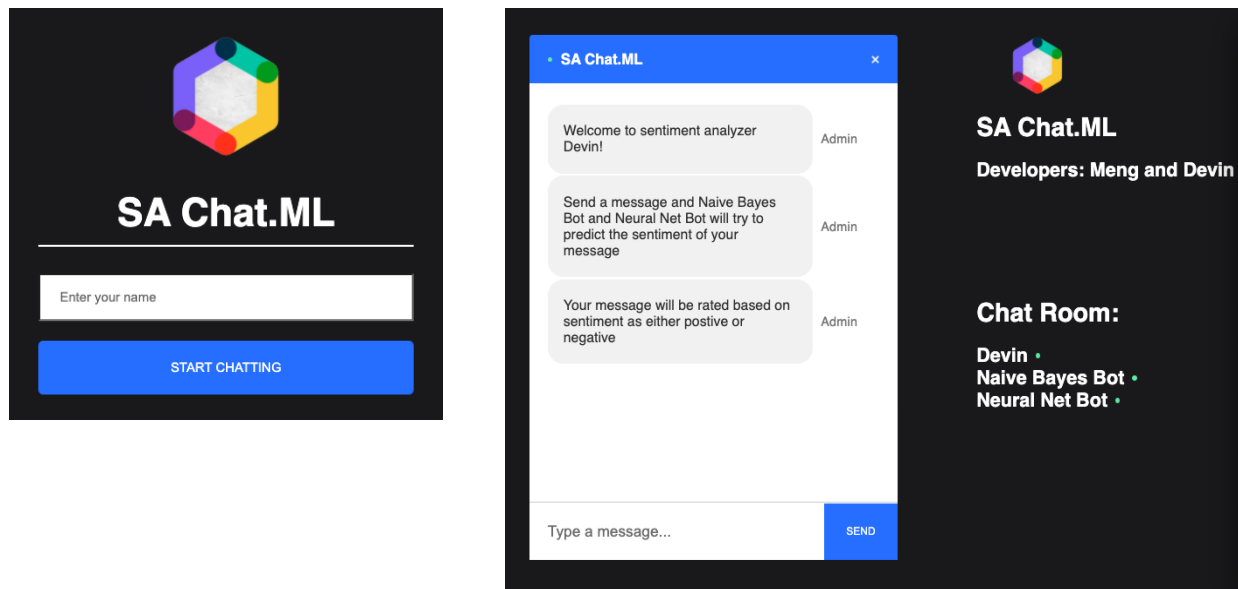 SA Chat.ML
Enter your name
START CHATTING
• SA Chat.ML ×
Welcome to sentiment analyzer
Devin!
Admin
Send a message and Naive Bayes
Bot and Neural Net Bot will try to
predict the sentiment of your
message
Admin
Your message will be rated based on
sentiment as either postive or
negative
Admin
Type a message...
SEND
SA Chat.ML
Developers: Meng and Devin
Chat Room:
Devin •
Naive Bayes Bot •
Neural Net Bot •